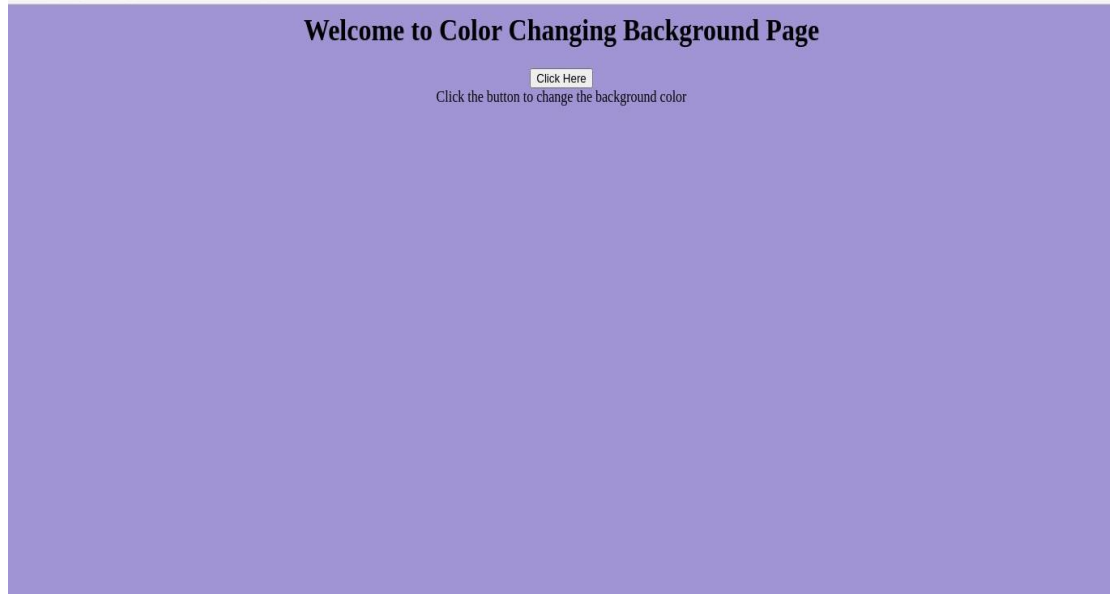 Welcome to Color Changing Background Page
Click Here
Click the button to change the background color